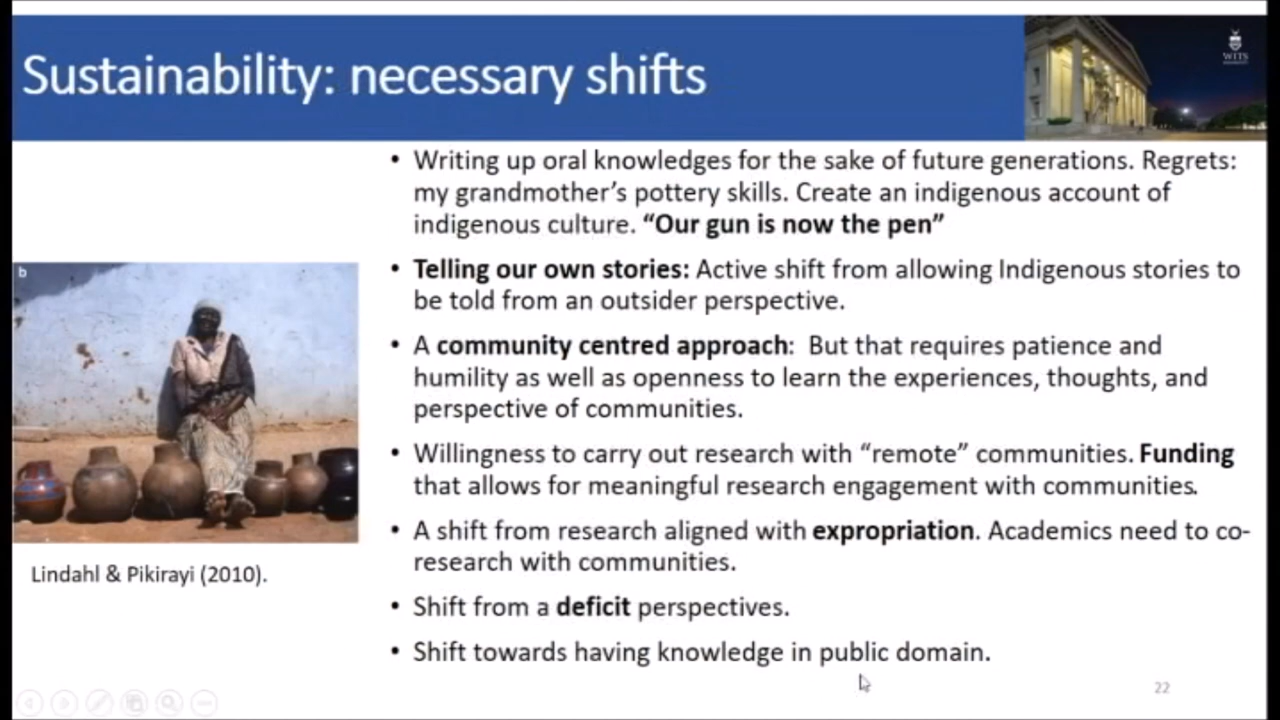 Sustainability: necessary shifts
WITS
• Writing up oral knowledges for the sake of future generations. Regrets:
my grandmother’s pottery skills. Create an indigenous account of
indigenous culture. “Our gun is now the pen”
• Telling our own stories: Active shift from allowing Indigenous stories to
be told from an outsider perspective.
• A community centred approach: But that requires patience and
humility as well as openness to learn the experiences, thoughts, and
perspective of communities.
• Willingness to carry out research with “remote” communities. Funding
that allows for meaningful research engagement with communities.
• A shift from research aligned with expropriation. Academics need to co-
research with communities.
• Shift from a deficit perspectives.
• Shift towards having knowledge in public domain.
b
Lindahl & Pikirayi (2010).
22